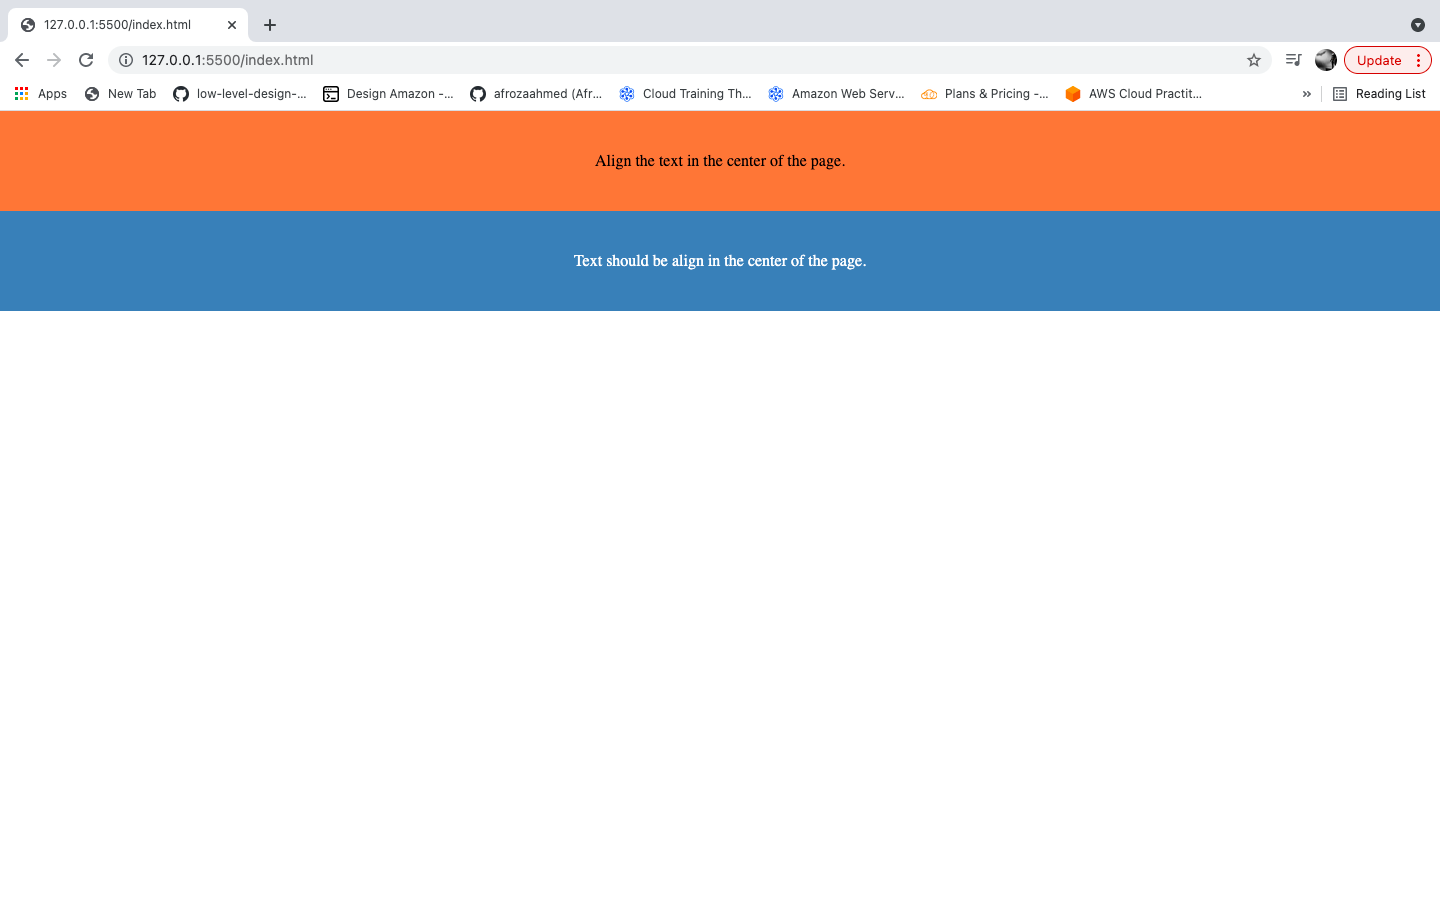 127.0.0.1:5500/index.html
127.0.0.1:5500/index.html
Update
Apps New Tab low-level-design-... Design Amazon -... afrozaahmed (Afr... Cloud Training Th... Amazon Web Serv... Plans & Pricing -... AWS Cloud Practit... » Reading List
Align the text in the center of the page.
Text should be align in the center of the page.